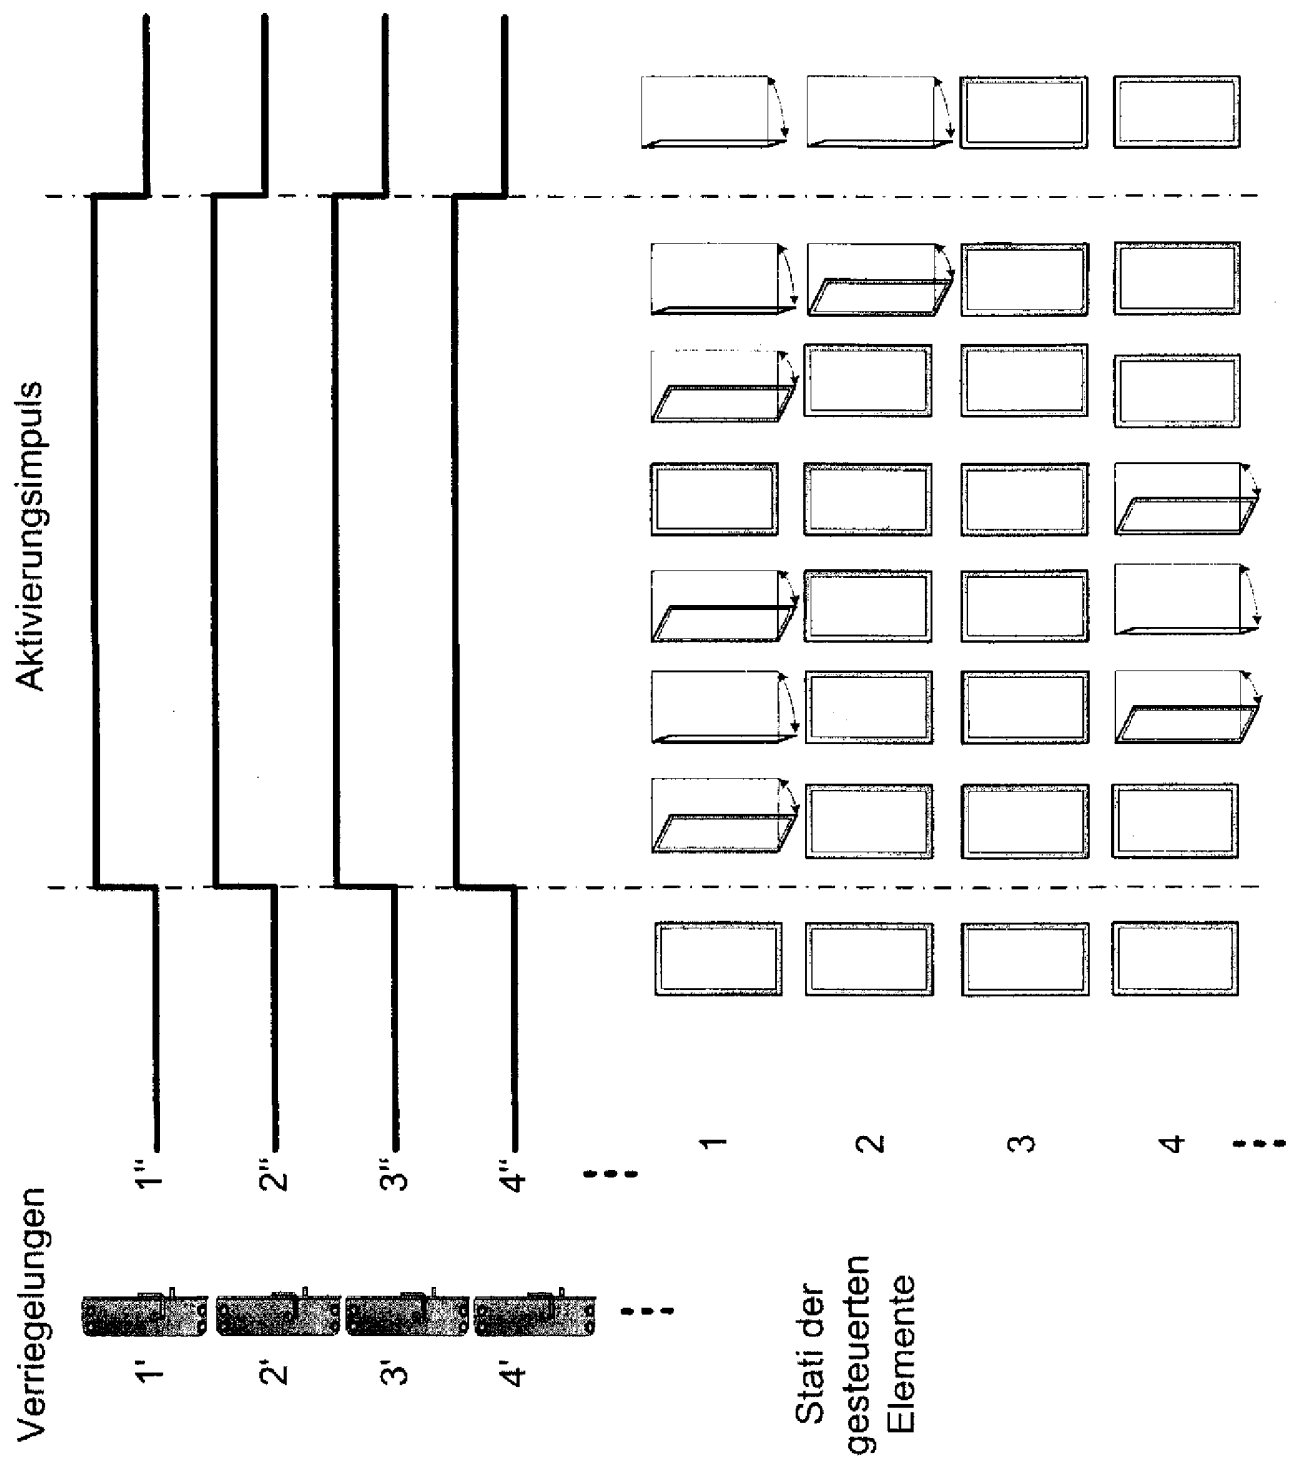 Verriegelungen
Aktivierungsimpuls
1' 1"
2' 2"
3' 3"
4' 4"
Stati der
gesteuerten
Elemente
1
2
3
4